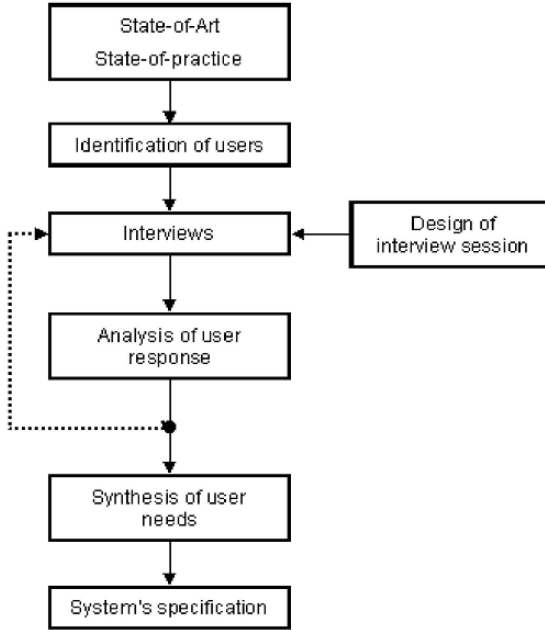 State-of-Art
State-of-practice
Identification of users
Interviews
Design of
interview session
Analysis of user
response
Synthesis of user
needs
System's specification